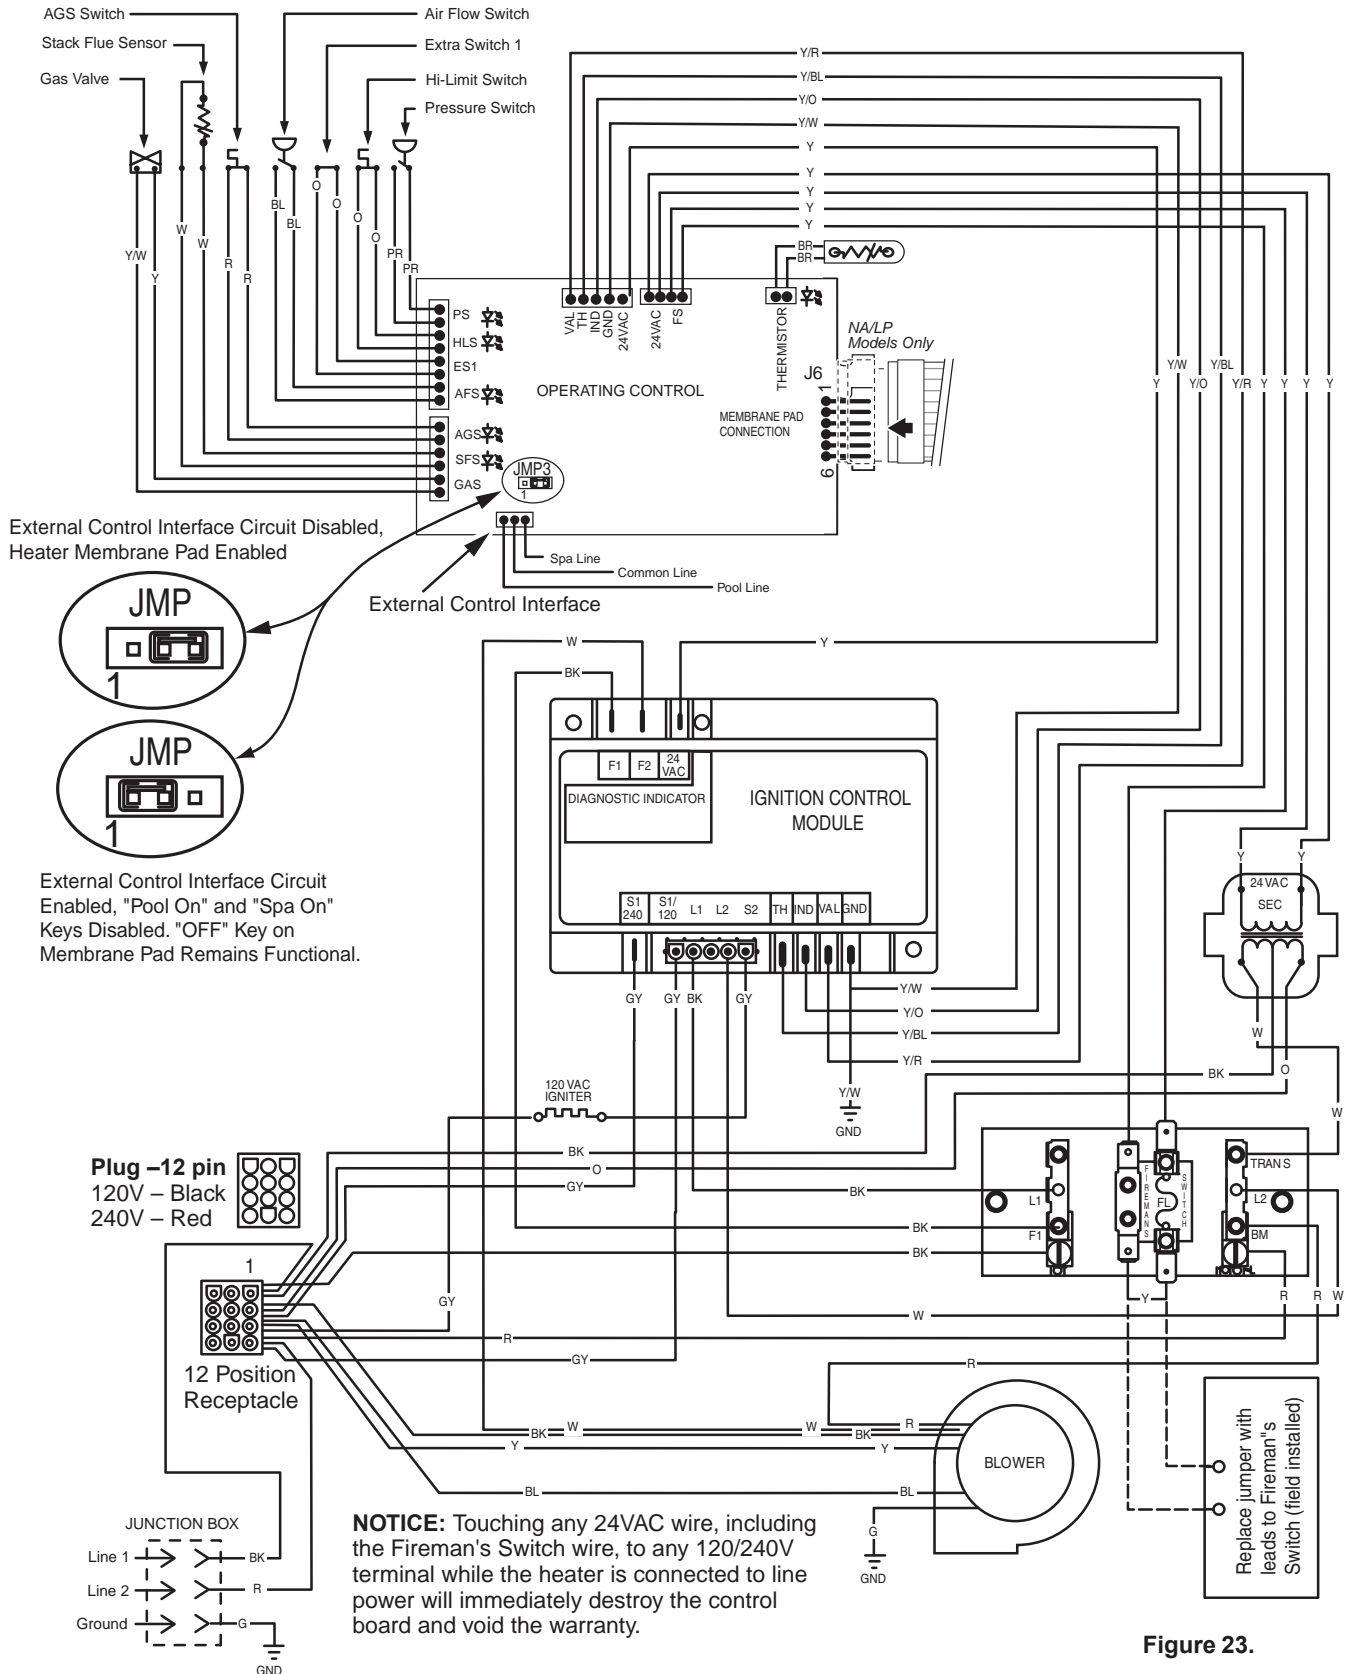 AGS Switch
Air Flow Switch
Stack Flue Sensor
Extra Switch 1
Gas Valve
Hi-Limit Switch
Pressure Switch
Y/R
Y/BL
Y/O
Y/W
Y
Y
Y
Y
Y
O
O
BL
BL
O
O
W
W
Y/W
Y
R
R
PR
PR
BR
BR
PS
HLS
ES1
AFS
AGS
SFS
GAS
VAL
TH
IND
GND
24VAC
24VAC
FS
THERMISTOR
OPERATING CONTROL
NA/LP
Models Only
J6
1
6
MEMBRANE PAD
CONNECTION
JMP3
1
Y
Y/W
Y/O
Y/BL
Y/R
Y
Y
Y
Y
External Control Interface Circuit Disabled,
Heater Membrane Pad Enabled
Spa Line
Common Line
Pool Line
External Control Interface
JMP
1
JMP
1
External Control Interface Circuit
Enabled, "Pool On" and "Spa On"
Keys Disabled. "OFF" Key on
Membrane Pad Remains Functional.
W
BK
Y
F1
F2
24
VAC
DIAGNOSTIC INDICATOR
IGNITION CONTROL
MODULE
S1
240
S1/
120
L1
L2
S2
TH
IND
VAL
GND
GY
GY
BK
GY
Y/W
Y/O
Y/BL
Y/R
Y/W
GND
Y
Y
24 VAC
SEC
W
BK
O
W
120 VAC
IGNITER
BK
O
GY
BK
BK
BK
TRANS
L1
F1
FIREMANS
FL
SWITCH
L2
BM
Y
R
R
W
Plug –12 pin
120V – Black
240V – Red
1
12 Position
Receptacle
GY
R
GY
W
R
W
BK
Y
W
BK
Y
R
BL
BL
BLOWER
G
GND
Replace jumper with
leads to Fireman"s
Switch (field installed)
JUNCTION BOX
Line 1
BK
Line 2
R
Ground
G
GND
NOTICE: Touching any 24VAC wire, including
the Fireman's Switch wire, to any 120/240V
terminal while the heater is connected to line
power will immediately destroy the control
board and void the warranty.
Figure 23.